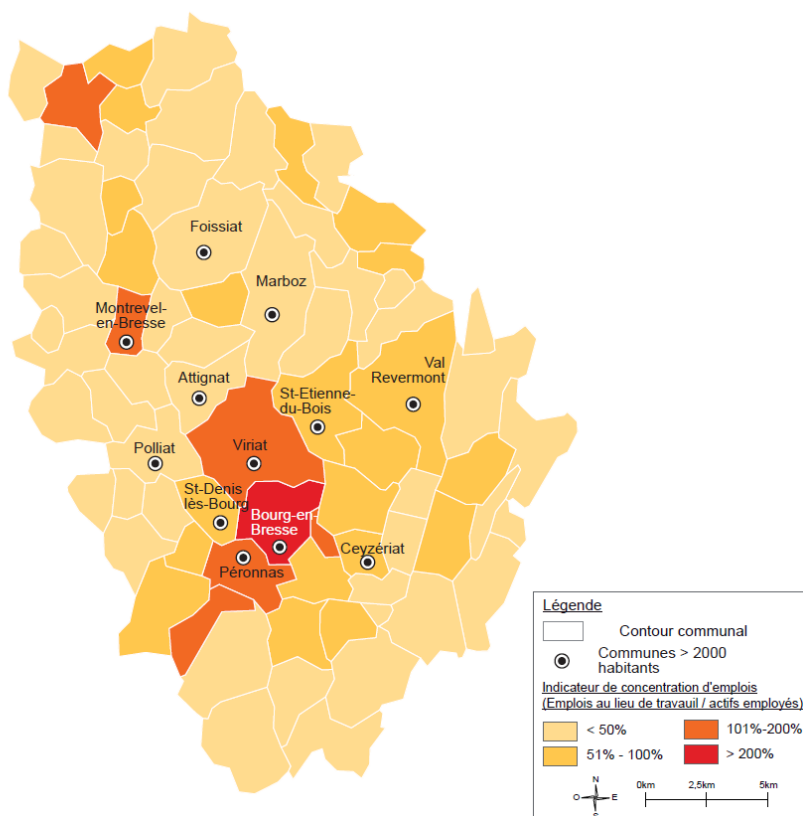 Foissiat
Marboz
Montrevel-
en-Bresse
Val
Revermont
Attignat
St-Etienne-
du-Bois
Polliat
Viriat
St-Denis
lès-Bourg
Bourg-en-
Bresse
Ceyzériat
Péronnas
Légende
Contour communal
Communes > 2000
habitants
Indicateur de concentration d'emplois
(Emplois au lieu de travauil / actifs employés)
< 50%
101%-200%
51% - 100%
> 200%
N
O E
S
0km 2,5km 5km